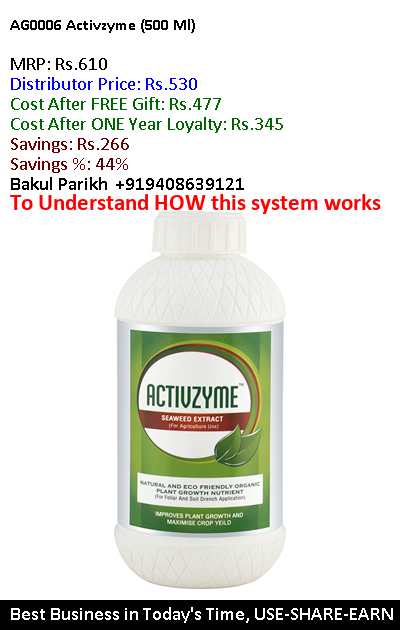 AG0006 Activzyme (500 Ml)
MRP: Rs.610
Distributor Price: Rs.530
Cost After FREE Gift: Rs.477
Cost After ONE Year Loyalty: Rs.345
Savings: Rs.266
Savings %: 44%
Bakul Parikh +919408639121
To Understand HOW this system works
ACTIVZYME™
SEAWEED EXTRACT
(For Agriculture Use)
NATURAL AND ECO FRIENDLY ORGANIC
PLANT GROWTH NUTRIENT
(For Foliar And Soil Drench Application)
IMPROVES PLANT GROWTH AND
MAXIMISE CROP YEILD
Best Business in Today's Time, USE-SHARE-EARN